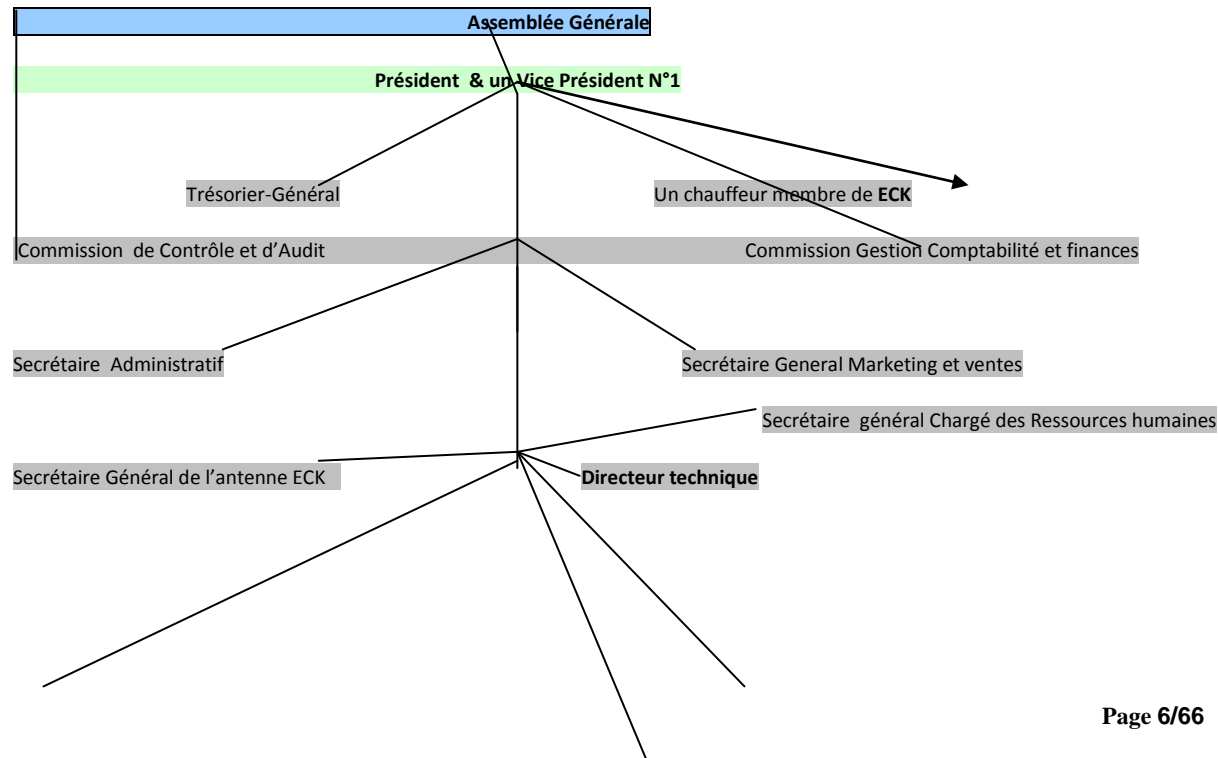 Assemblée Générale
Président & un Vice Président N°1
Trésorier-Général
Un chauffeur membre de ECK
Commission de Contrôle et d'Audit
Commission Gestion Comptabilité et finances
Secrétaire Administratif
Secrétaire General Marketing et ventes
Secrétaire général Chargé des Ressources humaines
Secrétaire Général de l'antenne ECK
Directeur technique
Page 6/66